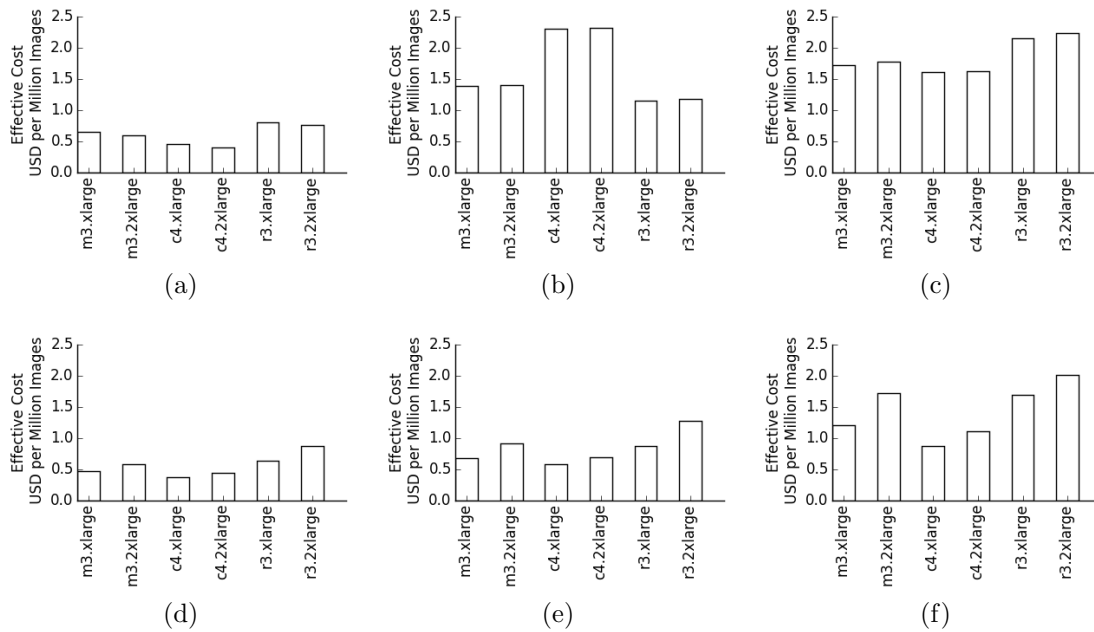 Effective Cost
USD per Million Images
2.5
2.0
1.5
1.0
0.5
0.0
m3.xlarge
m3.2xlarge
c4.xlarge
c4.2xlarge
r3.xlarge
r3.2xlarge
(a)
Effective Cost
USD per Million Images
2.5
2.0
1.5
1.0
0.5
0.0
m3.xlarge
m3.2xlarge
c4.xlarge
c4.2xlarge
r3.xlarge
r3.2xlarge
(b)
Effective Cost
USD per Million Images
2.5
2.0
1.5
1.0
0.5
0.0
m3.xlarge
m3.2xlarge
c4.xlarge
c4.2xlarge
r3.xlarge
r3.2xlarge
(c)
Effective Cost
USD per Million Images
2.5
2.0
1.5
1.0
0.5
0.0
m3.xlarge
m3.2xlarge
c4.xlarge
c4.2xlarge
r3.xlarge
r3.2xlarge
(d)
Effective Cost
USD per Million Images
2.5
2.0
1.5
1.0
0.5
0.0
m3.xlarge
m3.2xlarge
c4.xlarge
c4.2xlarge
r3.xlarge
r3.2xlarge
(e)
Effective Cost
USD per Million Images
2.5
2.0
1.5
1.0
0.5
0.0
m3.xlarge
m3.2xlarge
c4.xlarge
c4.2xlarge
r3.xlarge
r3.2xlarge
(f)